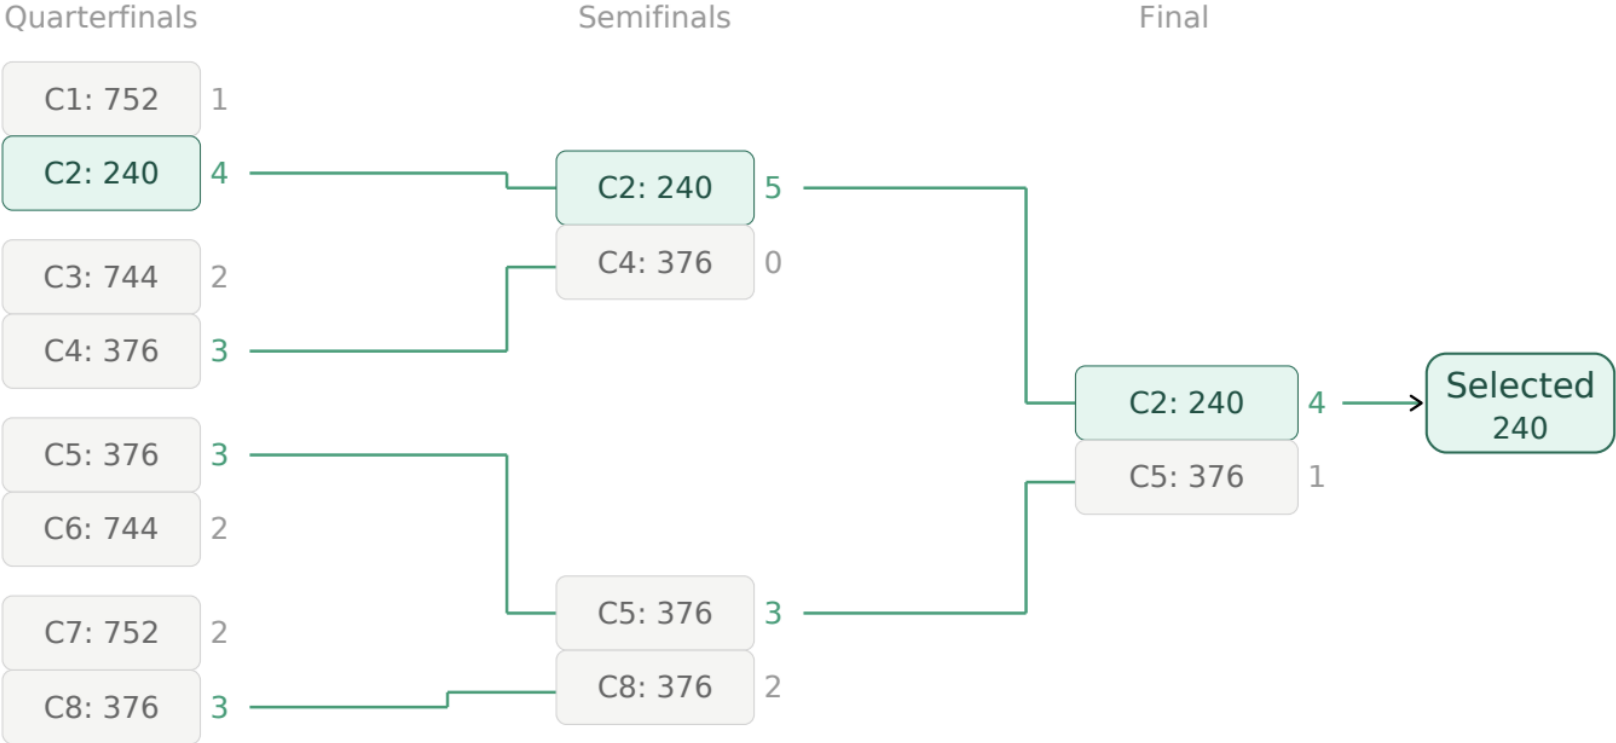 Quarterfinals
Semifinals
Final
C1: 752 1
C2: 240 4
C3: 744 2
C4: 376 3
C5: 376 3
C6: 744 2
C7: 752 2
C8: 376 3
C2: 240 5
C4: 376 0
C5: 376 3
C8: 376 2
C2: 240 4
C5: 376 1
Selected
240